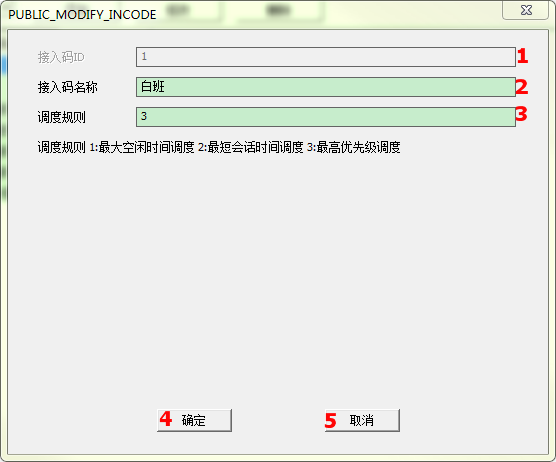 PUBLIC_MODIFY_INCODE
接入码ID 1 1
接入码名称 白班 2
调度规则 3 3
调度规则 1:最大空闲时间调度 2:最短会话时间调度 3:最高优先级调度
4 确定 5 取消